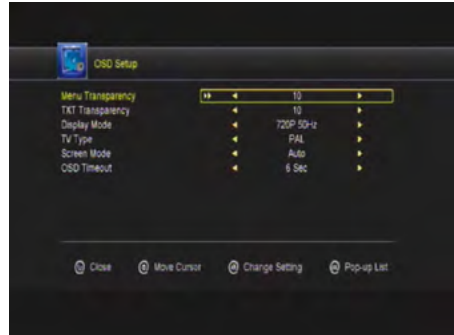 OSD Setup
Menu Transparency 10
TXT Transparency 10
Display Mode 720P 50Hz
TV Type PAL
Screen Mode Auto
OSD Timeout 6 Sec
Close Move Cursor Change Setting Pop-up List